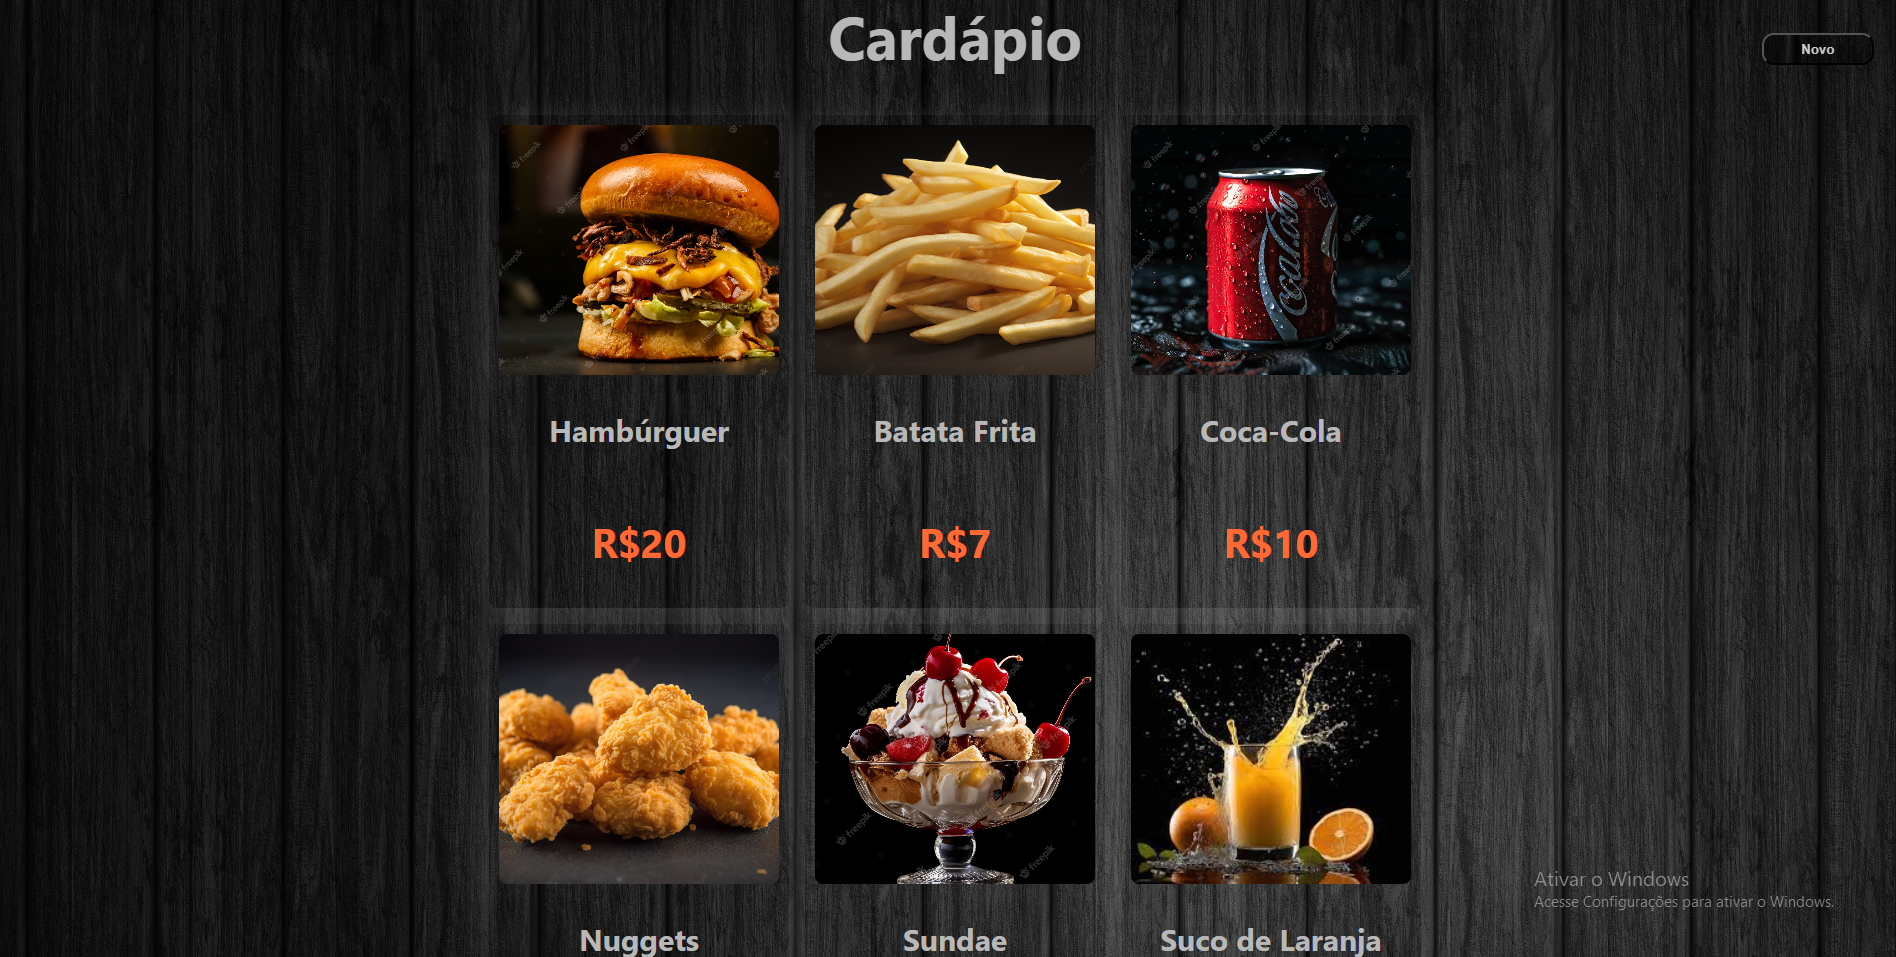 Cardápio
Novo
Hambúrguer
Batata Frita
Coca-Cola
R$20
R$7
R$10
Nuggets
Sundae
Suco de Laranja
Ativar o Windows
Acesse Configurações para ativar o Windows.
freepik